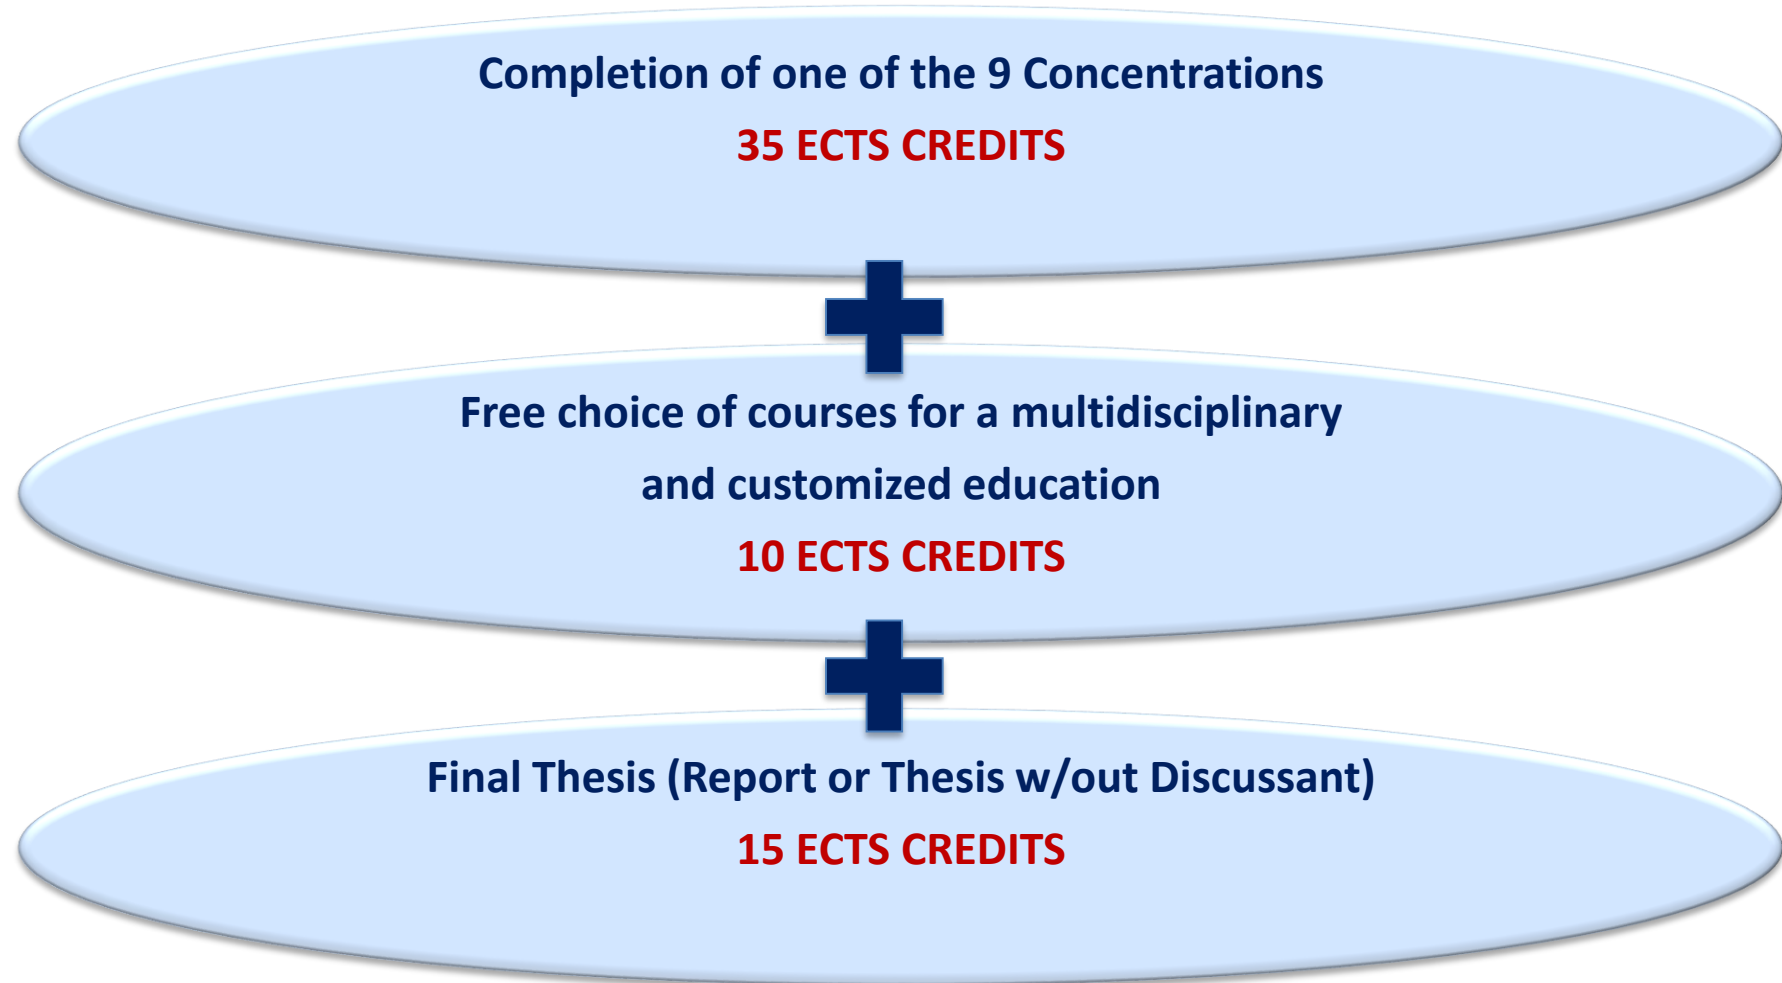 Completion of one of the 9 Concentrations
35 ECTS CREDITS
Free choice of courses for a multidisciplinary
and customized education
10 ECTS CREDITS
Final Thesis (Report or Thesis w/out Discussant)
15 ECTS CREDITS